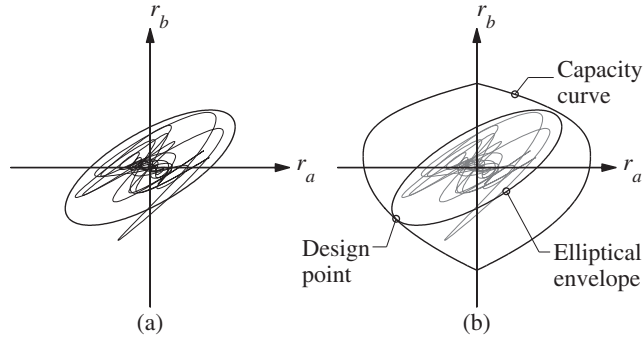 r_b
r_a
(a)
r_b
r_a
Capacity
curve
Design
point
Elliptical
envelope
(b)